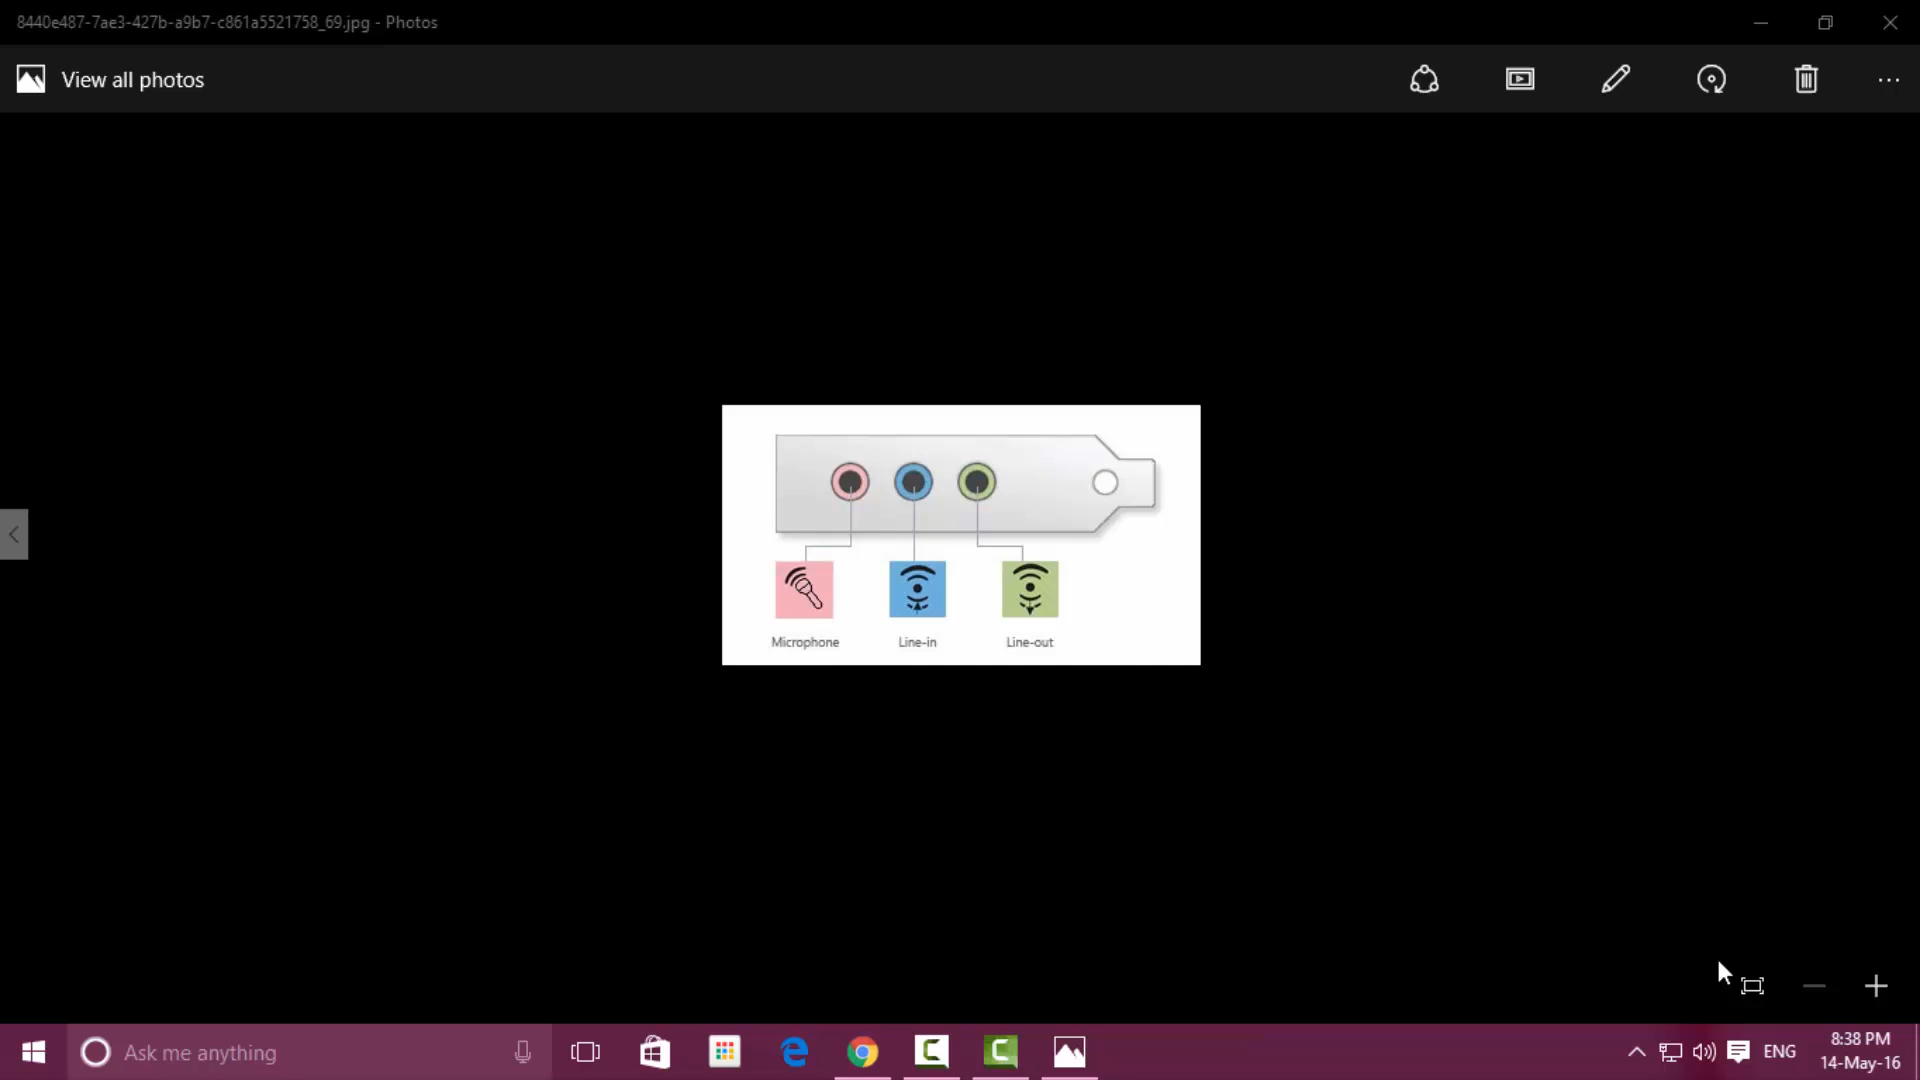 8440e487-7ae3-427b-a9b7-c861a5521758_69.jpg - Photos
View all photos
Microphone Line-in Line-out
Ask me anything
ENG
8:38 PM
14-May-16